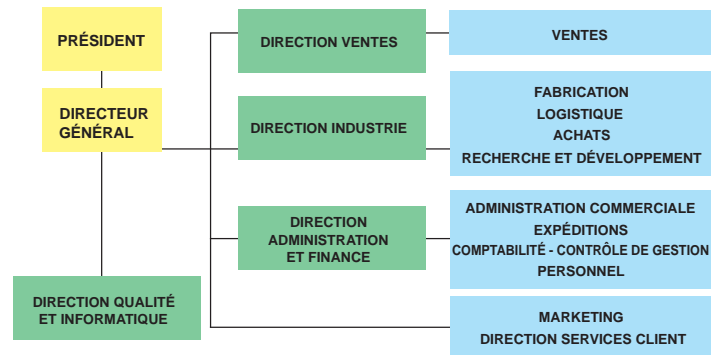 PRÉSIDENT
DIRECTEUR
GÉNÉRAL
DIRECTION QUALITÉ
ET INFORMATIQUE
DIRECTION VENTES
VENTES
DIRECTION INDUSTRIE
FABRICATION
LOGISTIQUE
ACHATS
RECHERCHE ET DÉVELOPPEMENT
DIRECTION
ADMINISTRATION
ET FINANCE
ADMINISTRATION COMMERCIALE
EXPÉDITIONS
COMPTABILITÉ - CONTRÔLE DE GESTION
PERSONNEL
MARKETING
DIRECTION SERVICES CLIENT